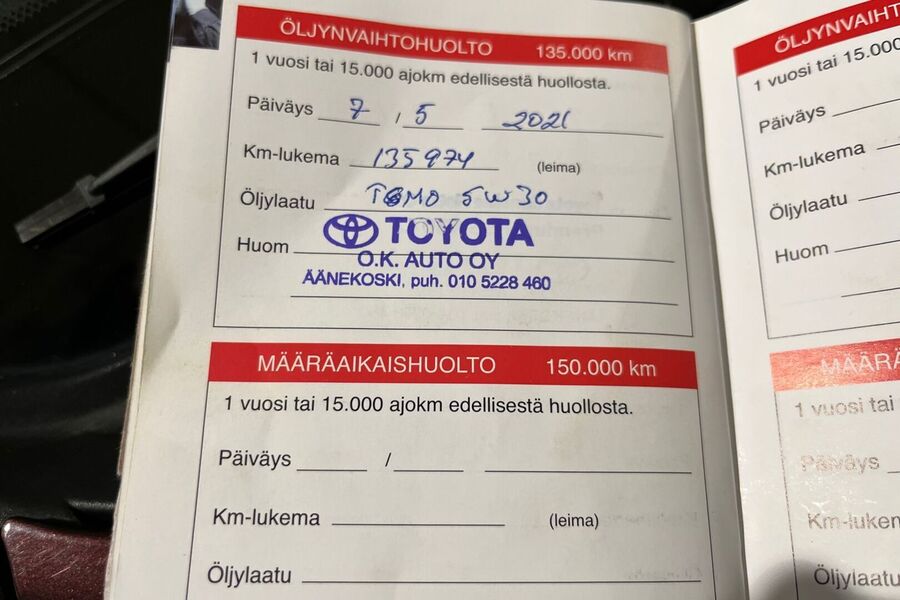 ÖLJYNVAIHTOHUOLTO 135.000 km
1 vuosi tai 15.000 ajokm edellisestä huollosta.
Päiväys 7 / 5 2021
Km-lukema 135974 (leima)
Öljylaatu 5W30
Huom TOYOTA
O.K. AUTO OY
ÄÄNEKOSKI, puh. 010 5228 460
MÄÄRÄAIKAISHUOLTO 150.000 km
1 vuosi tai 15.000 ajokm edellisestä huollosta.
Päiväys /
Km-lukema (leima)
Öljylaatu
ÖLJYNVAIHT
1 vuosi tai 15.000
Päiväys
Km-lukema
Öljylaatu
Huom
MÄÄRÄ
1 vuosi tai
Päiväys
Km-luken
Öljylaatu